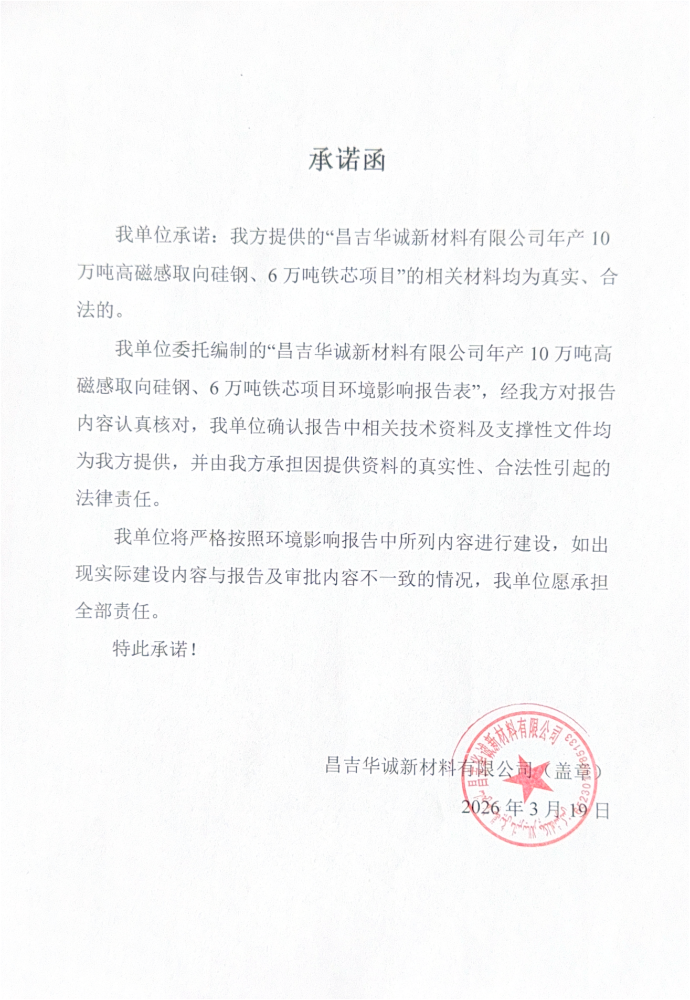 承诺函
我单位承诺：我方提供的“昌吉华诚新材料有限公司年产 10
万吨高磁感取向硅钢、6 万吨铁芯项目”的相关材料均为真实、合
法的。
我单位委托编制的“昌吉华诚新材料有限公司年产 10 万吨高
磁感取向硅钢、6 万吨铁芯项目环境影响报告表”，经我方对报告
内容认真核对，我单位确认报告中相关技术资料及支撑性文件均
为我方提供，并由我方承担因提供资料的真实性、合法性引起的
法律责任。
我单位将严格按照环境影响报告中所列内容进行建设，如出
现实际建设内容与报告及审批内容不一致的情况，我单位愿承担
全部责任。
特此承诺！
昌吉华诚新材料有限公司（盖章）
2026 年 3 月 19 日
昌吉华诚新材料有限公司